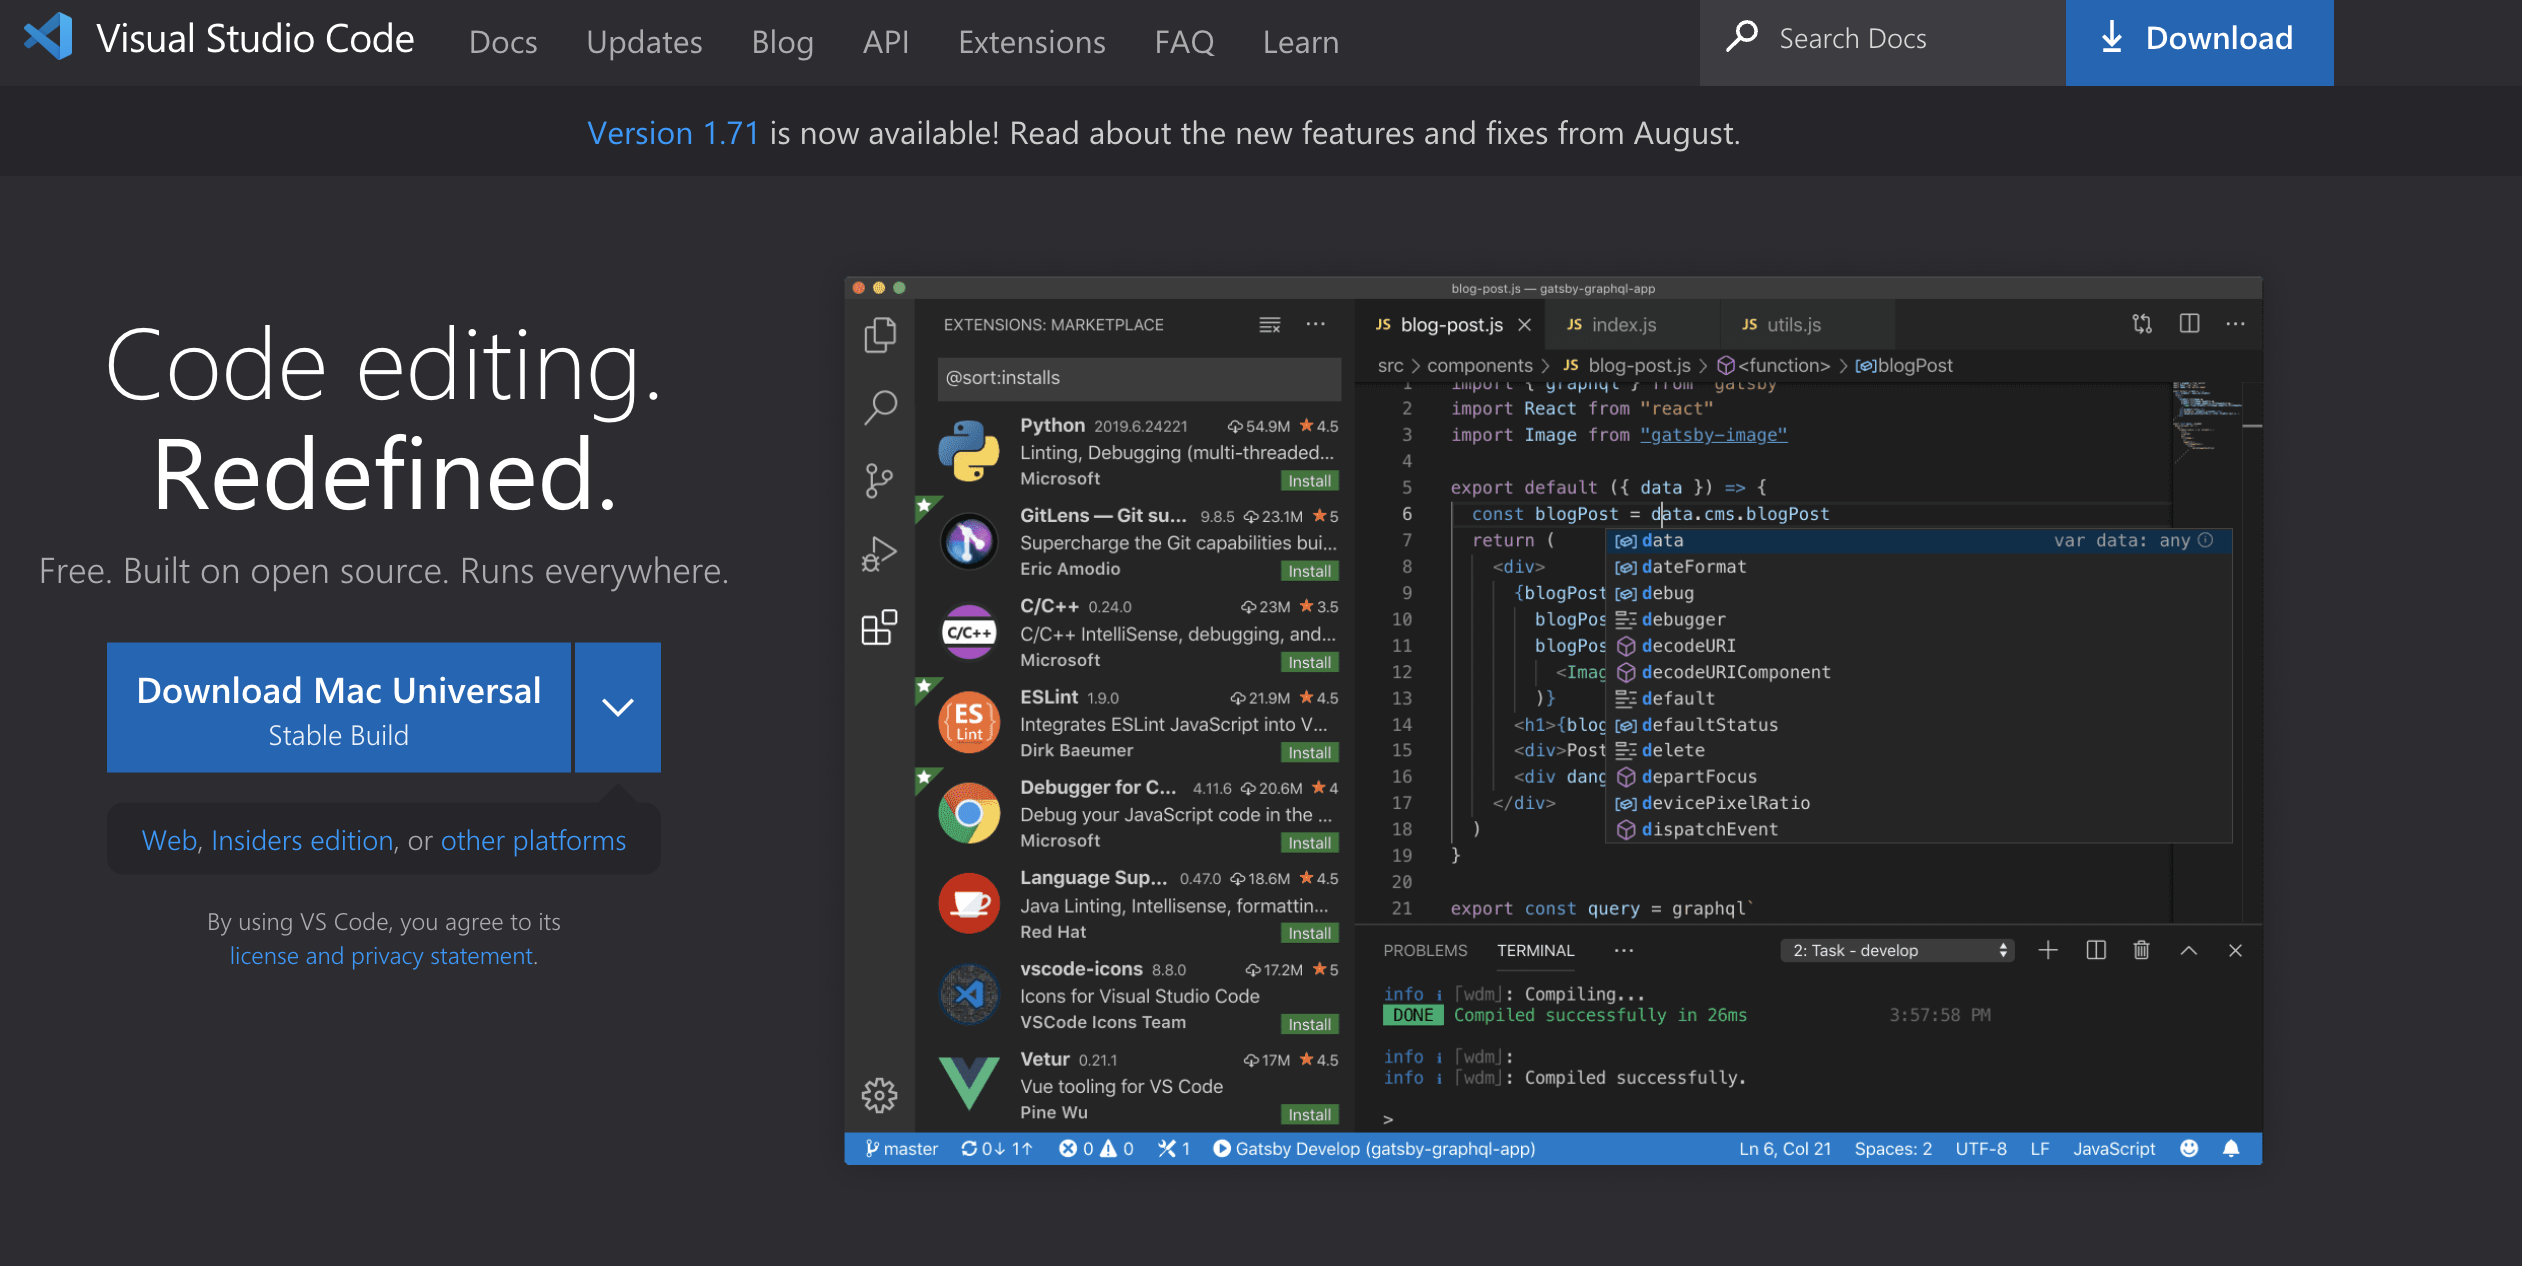 Visual Studio Code Docs Updates Blog API Extensions FAQ Learn Search Docs Download
Version 1.71 is now available! Read about the new features and fixes from August.
Code editing.
Redefined.
Free. Built on open source. Runs everywhere.
Download Mac Universal
Stable Build
Web, Insiders edition, or other platforms
By using VS Code, you agree to its
license and privacy statement.
blog-post.js — gatsby-graphql-app
EXTENSIONS: MARKETPLACE ···
@sort:installs
Python 2019.6.24221 54.9M ★4.5
Linting, Debugging (multi-threaded...
Microsoft Install
GitLens — Git su... 9.8.5 23.1M ★5
Supercharge the Git capabilities bui...
Eric Amodio Install
C/C++
C/C++ 0.24.0 23M ★3.5
C/C++ IntelliSense, debugging, and...
Microsoft Install
ES
Lint
ESLint 1.9.0 21.9M ★4.5
Integrates ESLint JavaScript into V...
Dirk Baeumer Install
Debugger for C... 4.11.6 20.6M ★4
Debug your JavaScript code in the ...
Microsoft Install
Language Sup... 0.47.0 18.6M ★4.5
Java Linting, Intellisense, formattin...
Red Hat Install
vscode-icons 8.8.0 17.2M ★5
Icons for Visual Studio Code
VSCode Icons Team Install
Vetur 0.21.1 17M ★4.5
Vue tooling for VS Code
Pine Wu Install
JS blog-post.js × JS index.js JS utils.js ···
src > components > JS blog-post.js > <function> > blogPost
1 import { graphql } from "gatsby"
2 import React from "react"
3 import Image from "gatsby-image"
4
5 export default ({ data }) => {
6 const blogPost = data.cms.blogPost
7 return (
8 <div>
9 {blogPost
10 blogPos
11 blogPos
12 <Imag
13 )}
14 <h1>{blog
15 <div>Post
16 <div dang
17 </div>
18 )
19 }
20
21 export const query = graphql`
data var data: any
dateFormat
debug
debugger
decodeURI
decodeURIComponent
default
defaultStatus
delete
departFocus
devicePixelRatio
dispatchEvent
PROBLEMS TERMINAL ··· 2: Task - develop
info i ｢wdm｣: Compiling...
DONE Compiled successfully in 26ms 3:57:58 PM
info i ｢wdm｣:
info i ｢wdm｣: Compiled successfully.
>
master 0↓ 1↑ 0 0 1 Gatsby Develop (gatsby-graphql-app) Ln 6, Col 21 Spaces: 2 UTF-8 LF JavaScript